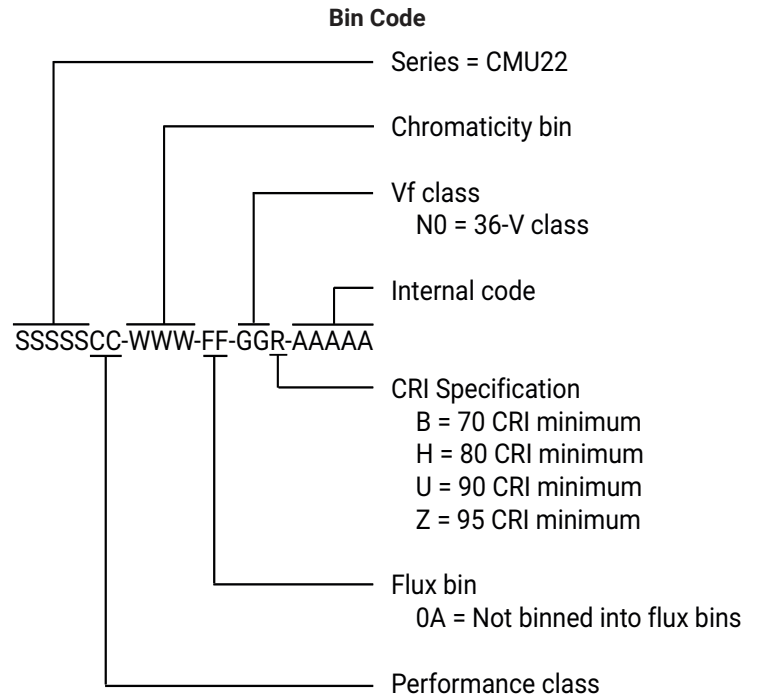 Bin Code
Series = CMU22
Chromaticity bin
Vf class
N0 = 36-V class
Internal code
SSSSSCC-WWW-FF-GGR-AAAAA
CRI Specification
B = 70 CRI minimum
H = 80 CRI minimum
U = 90 CRI minimum
Z = 95 CRI minimum
Flux bin
0A = Not binned into flux bins
Performance class